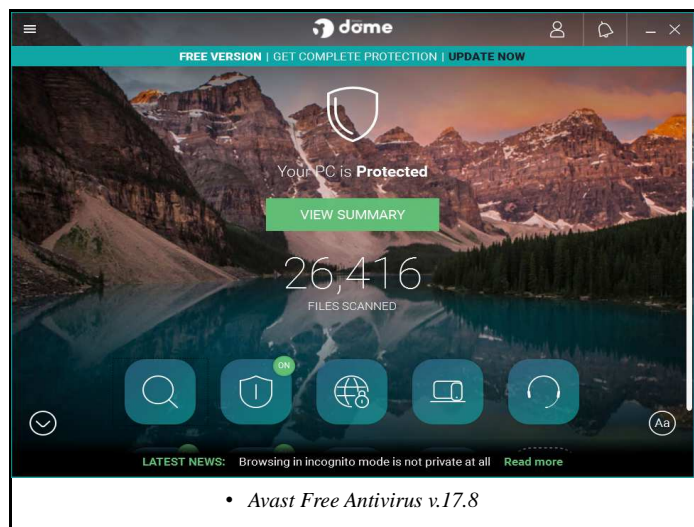 dome
FREE VERSION | GET COMPLETE PROTECTION | UPDATE NOW
Your PC is Protected
VIEW SUMMARY
26,416
FILES SCANNED
ON
Aa
LATEST NEWS: Browsing in incognito mode is not private at all Read more
• Avast Free Antivirus v.17.8